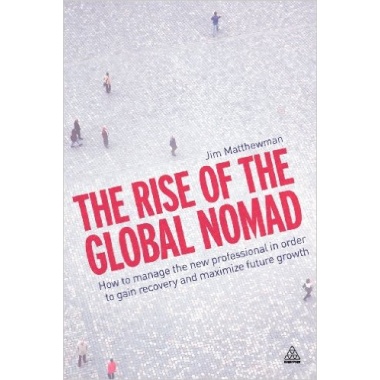 Jim Matthewman
THE RISE OF THE
GLOBAL NOMAD
How to manage the new professional in order
to gain recovery and maximize future growth